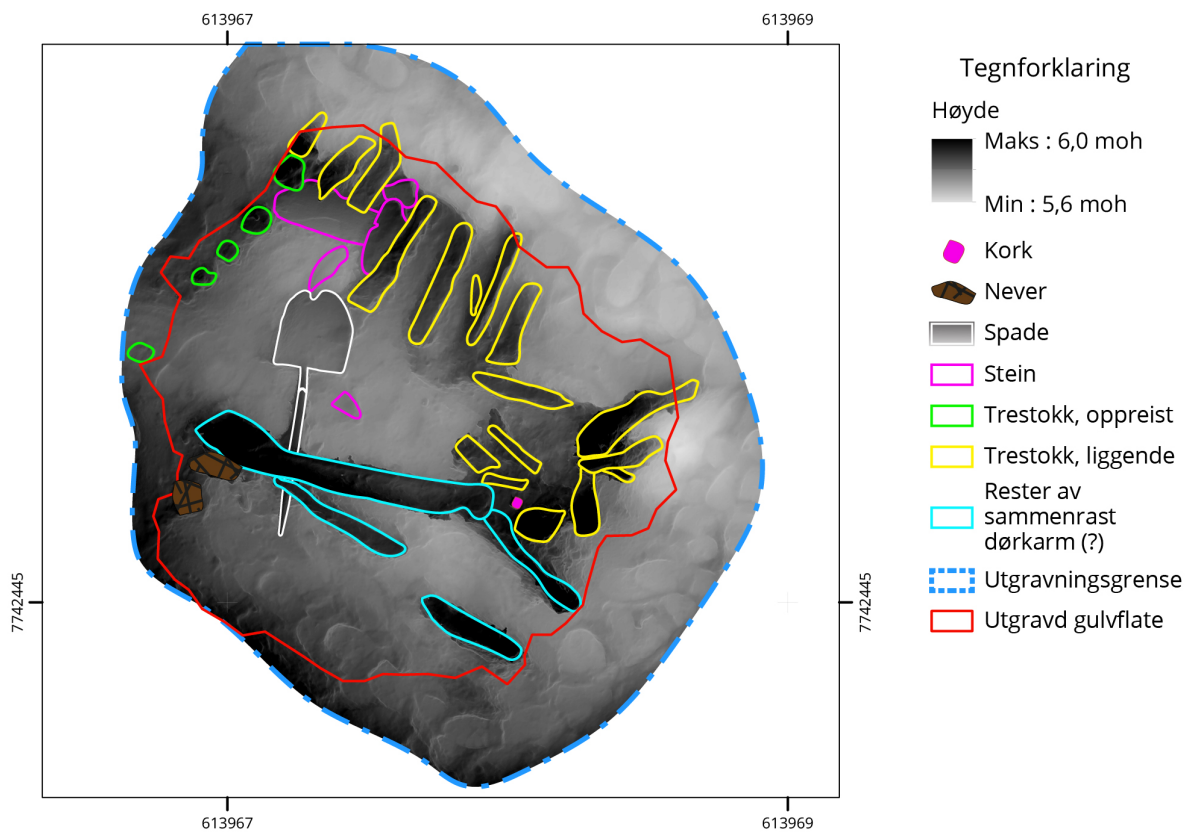 613967
613969
Tegnforklaring
Høyde
Maks : 6,0 moh
Min : 5,6 moh
Kork
Never
Spade
Stein
Trestokk, oppreist
Trestokk, liggende
Rester av
sammenrast
dørkarm (?)
Utgravningsgrense
Utgravd gulvflate
7742445
7742445
613967
613969